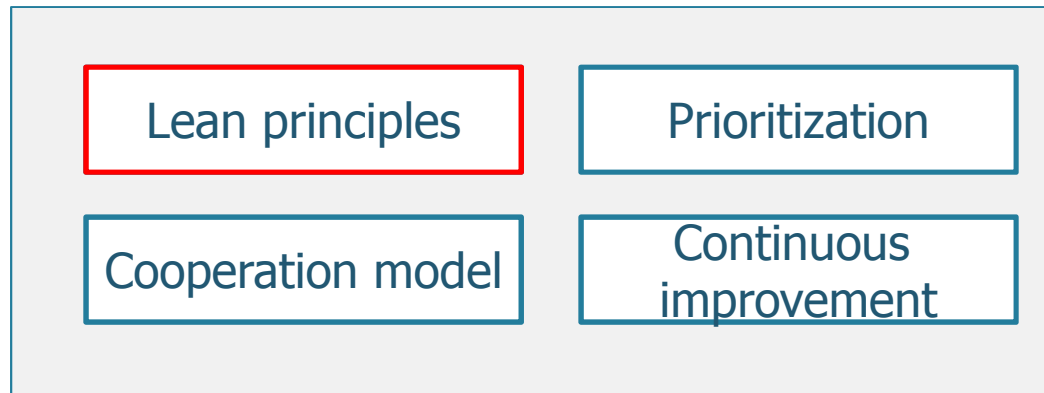 Lean principles
Prioritization
Cooperation model
Continuous
improvement